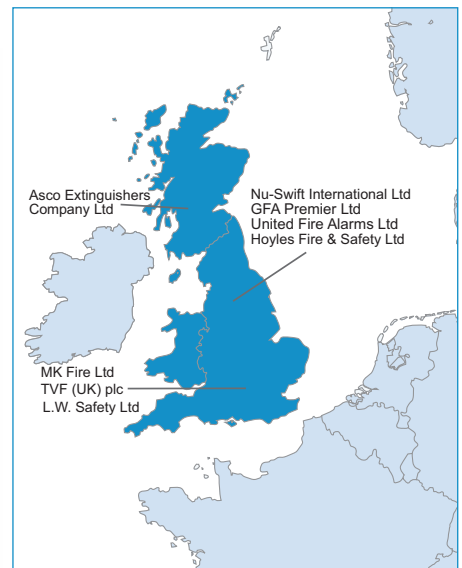 Asco Extinguishers
Company Ltd
Nu-Swift International Ltd
GFA Premier Ltd
United Fire Alarms Ltd
Hoyles Fire & Safety Ltd
MK Fire Ltd
TVF (UK) plc
L.W. Safety Ltd